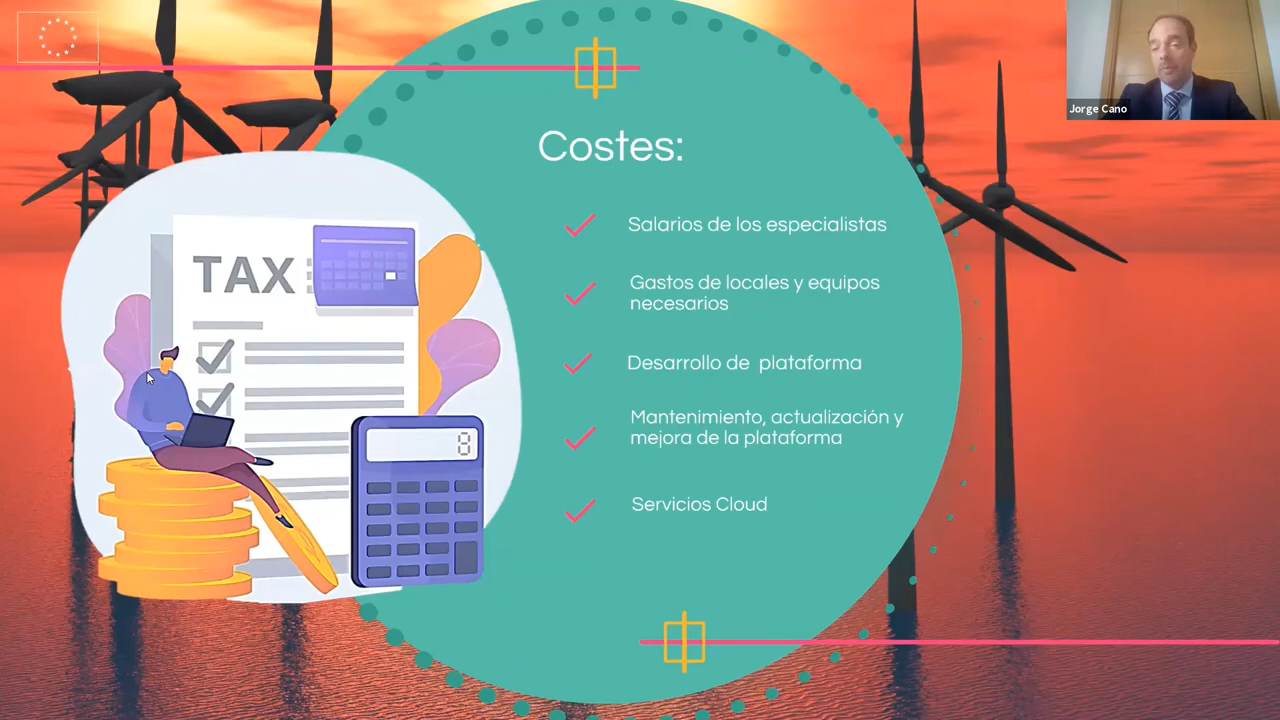 Jorge Cano
Costes:
Salarios de los especialistas
Gastos de locales y equipos
necesarios
Desarrollo de plataforma
Mantenimiento, actualización y
mejora de la plataforma
Servicios Cloud
TAX
8